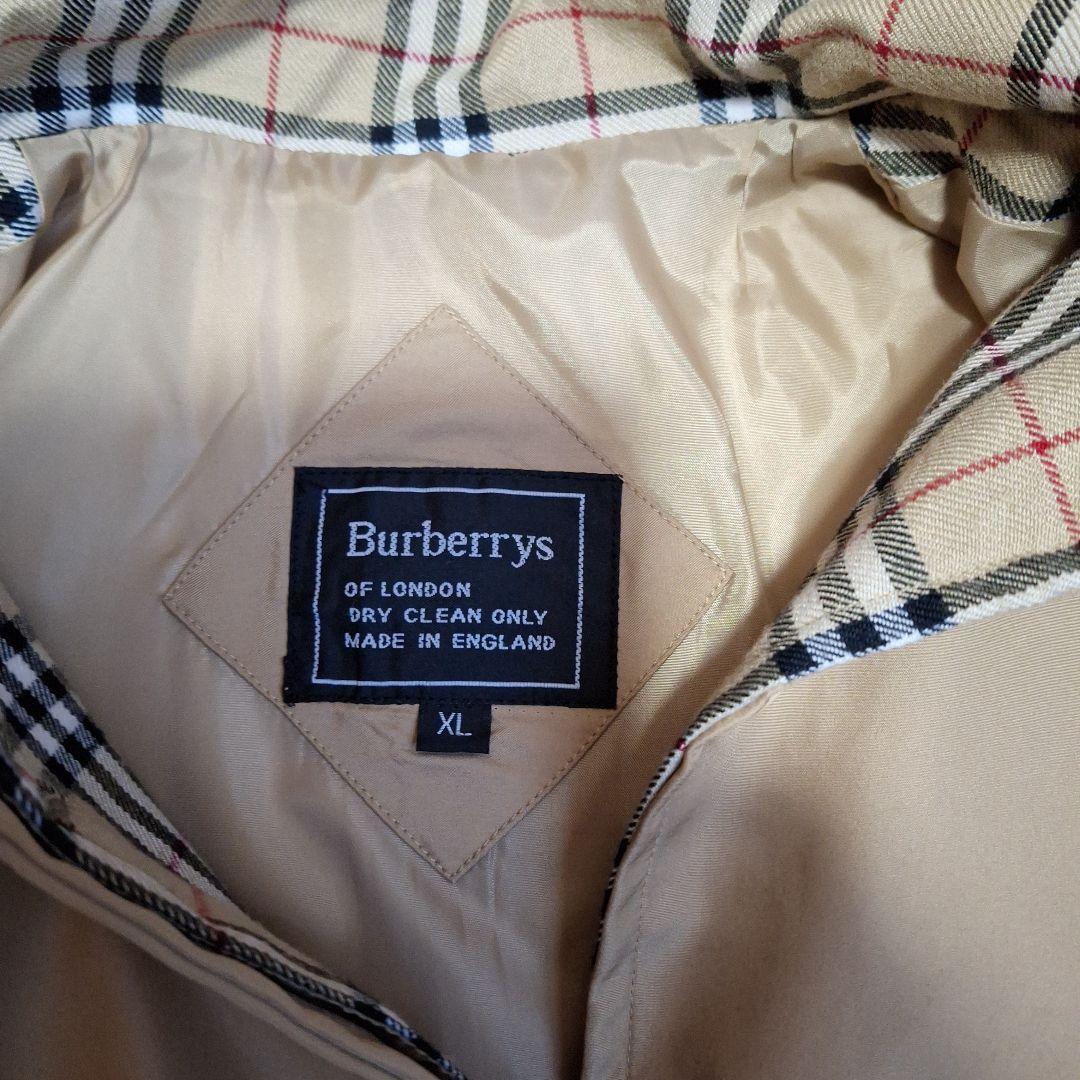 Burberrys
OF LONDON
DRY CLEAN ONLY
MADE IN ENGLAND
XL